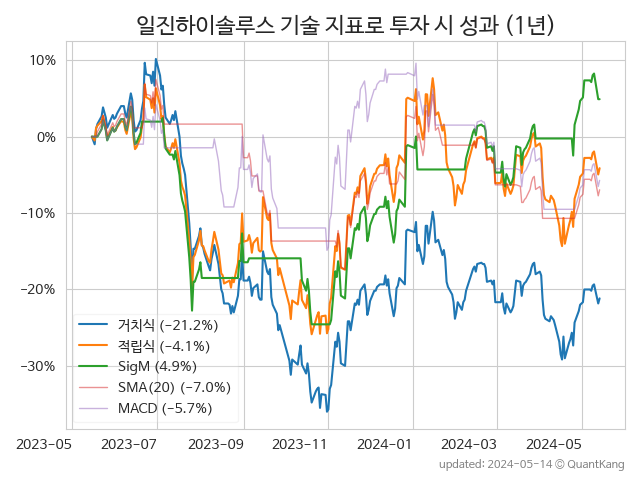 일진하이솔루스 기술 지표로 투자 시 성과 (1년)
10%
0%
−10%
−20%
−30%
거치식 (−21.2%)
적립식 (−4.1%)
SigM (4.9%)
SMA(20) (−7.0%)
MACD (−5.7%)
2023-05 2023-07 2023-09 2023-11 2024-01 2024-03 2024-05
updated: 2024-05-14 © QuantKang